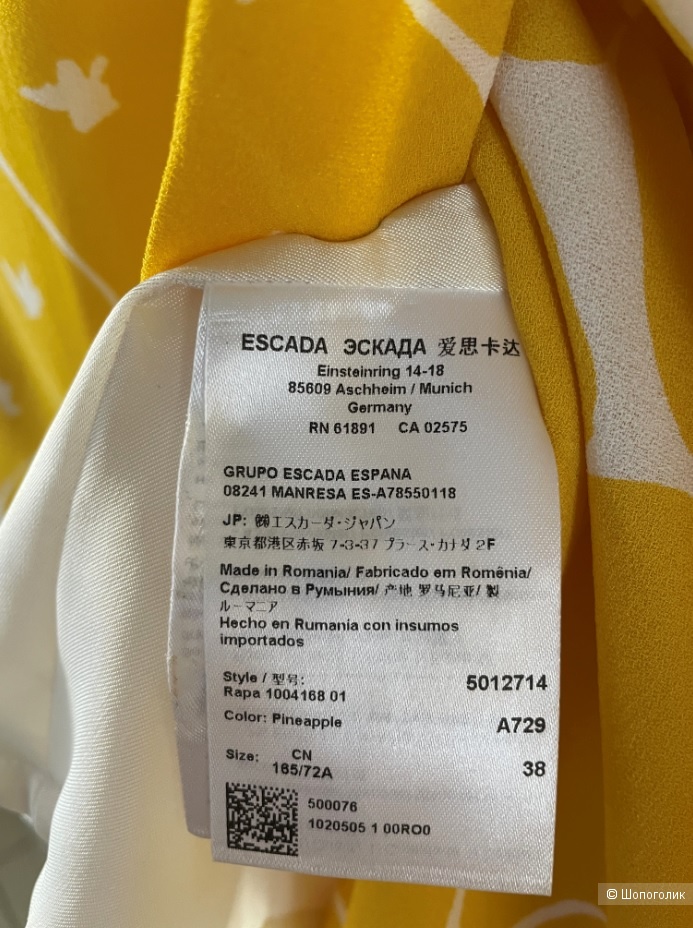 ESCADA ЭСКАДА 爱思卡达
Einsteinring 14-18
85609 Aschheim / Munich
Germany
RN 61891 CA 02575
GRUPO ESCADA ESPANA
08241 MANRESA ES-A78550118
JP: ㈱エスカーダ・ジャパン
東京都港区赤坂 7-3-37 プラース・カナダ 2F
Made in Romania/ Fabricado em Romênia/
Сделано в Румыния/ 产地 罗马尼亚/ 製
ルーマニア
Hecho en Rumania con insumos
importados
Style / 型号:
5012714
Rapa 1004168 01
Color: Pineapple
A729
Size: CN
165/72A
38
500076
1020505 1 00RO0
© Шопоголик